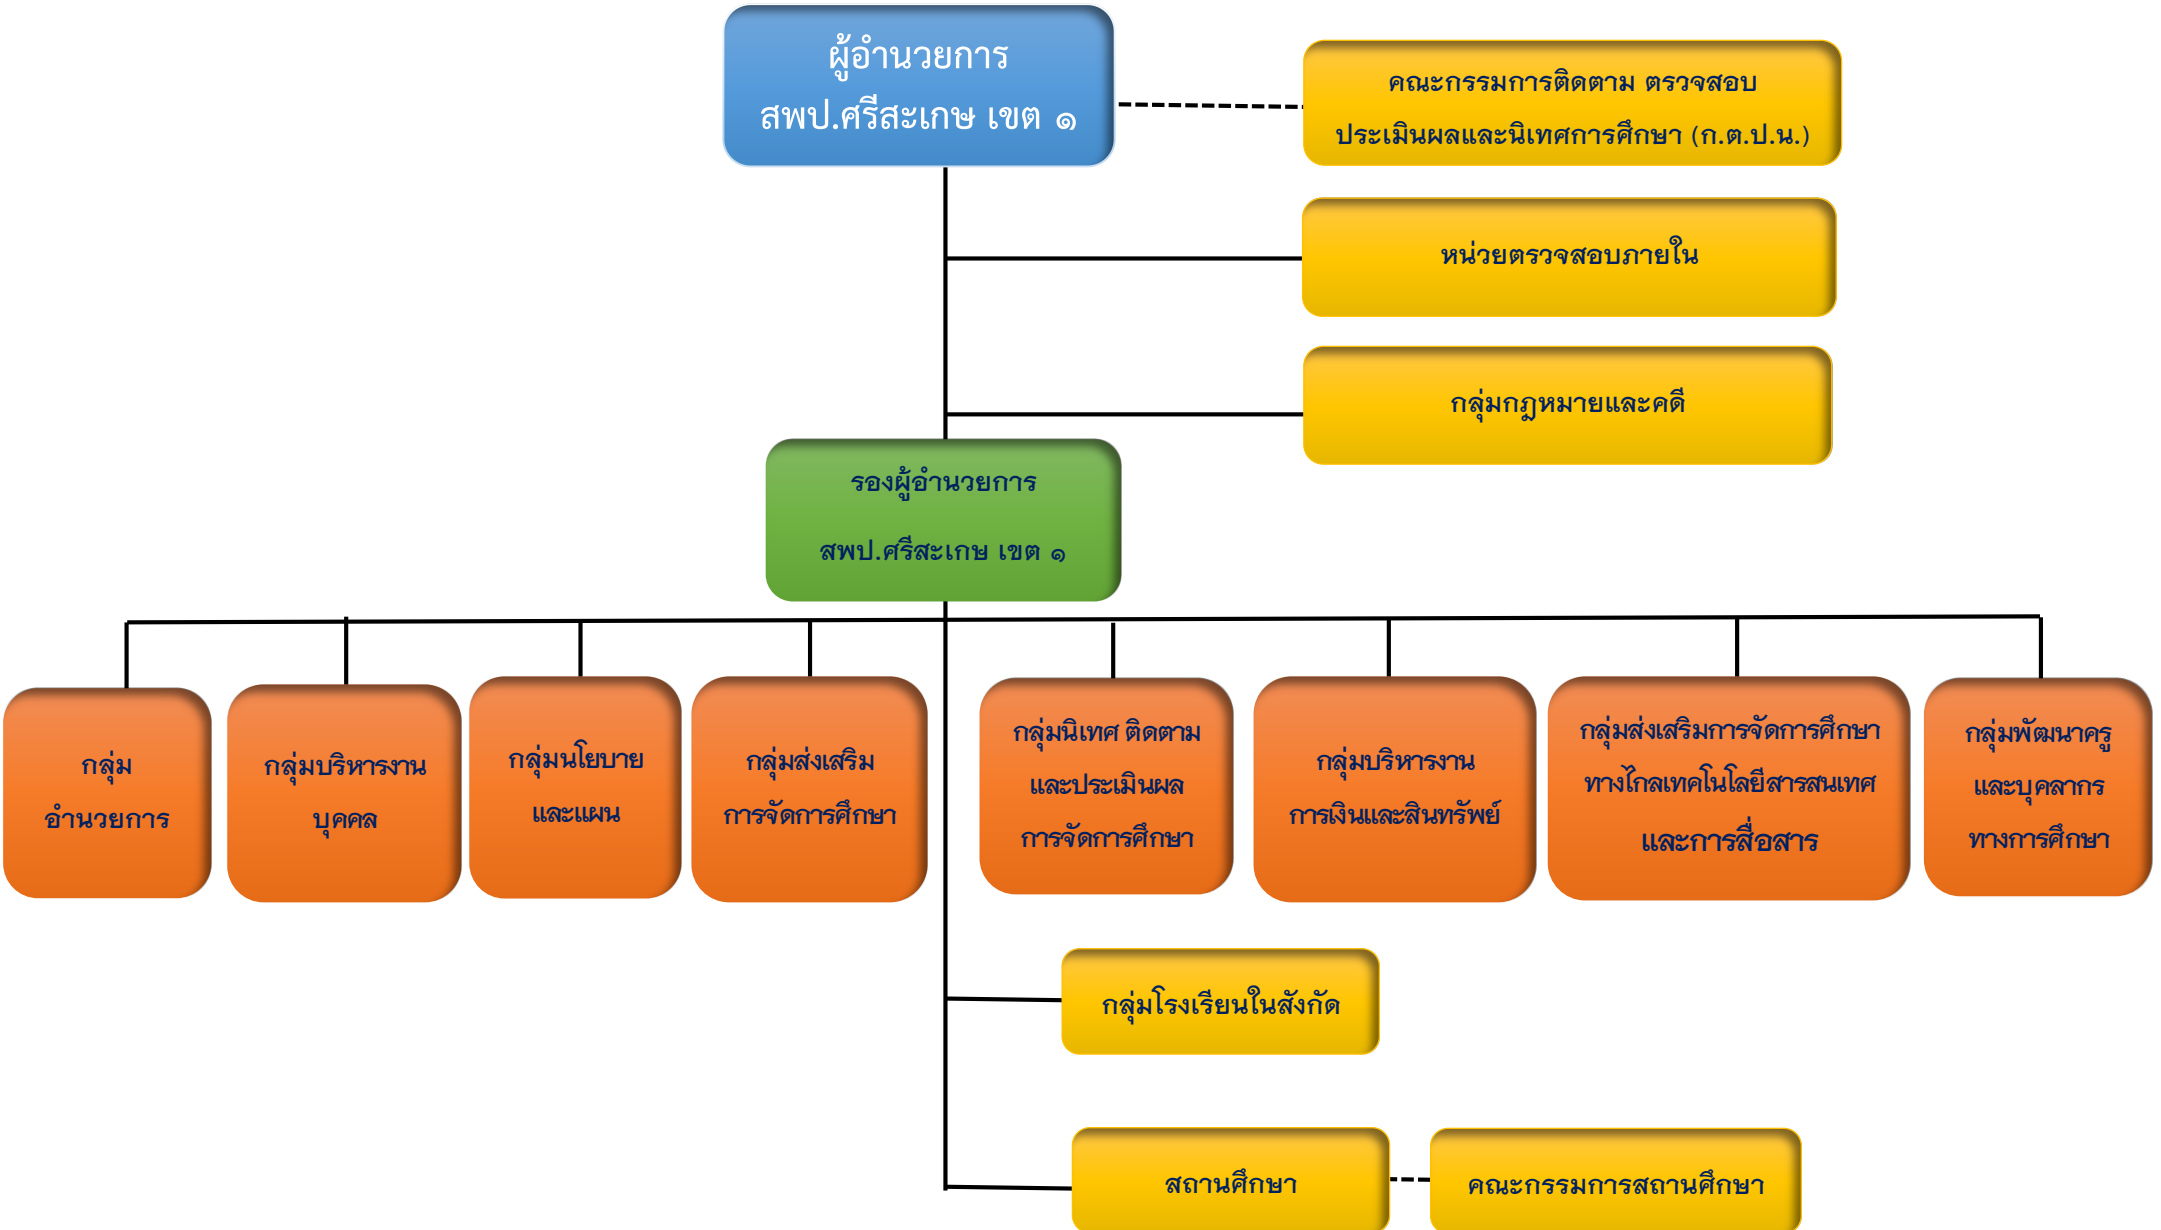 ผู้อำนวยการ
สพป.ศรีสะเกษ เขต ๑
คณะกรรมการติดตาม ตรวจสอบ
ประเมินผลและนิเทศการศึกษา (ก.ต.ป.น.)
หน่วยตรวจสอบภายใน
กลุ่มกฎหมายและคดี
รองผู้อำนวยการ
สพป.ศรีสะเกษ เขต ๑
กลุ่ม
อำนวยการ
กลุ่มบริหารงาน
บุคคล
กลุ่มนโยบาย
และแผน
กลุ่มส่งเสริม
การจัดการศึกษา
กลุ่มนิเทศ ติดตาม
และประเมินผล
การจัดการศึกษา
กลุ่มบริหารงาน
การเงินและสินทรัพย์
กลุ่มส่งเสริมการจัดการศึกษา
ทางไกลเทคโนโลยีสารสนเทศ
และการสื่อสาร
กลุ่มพัฒนาครู
และบุคลากร
ทางการศึกษา
กลุ่มโรงเรียนในสังกัด
สถานศึกษา
คณะกรรมการสถานศึกษา